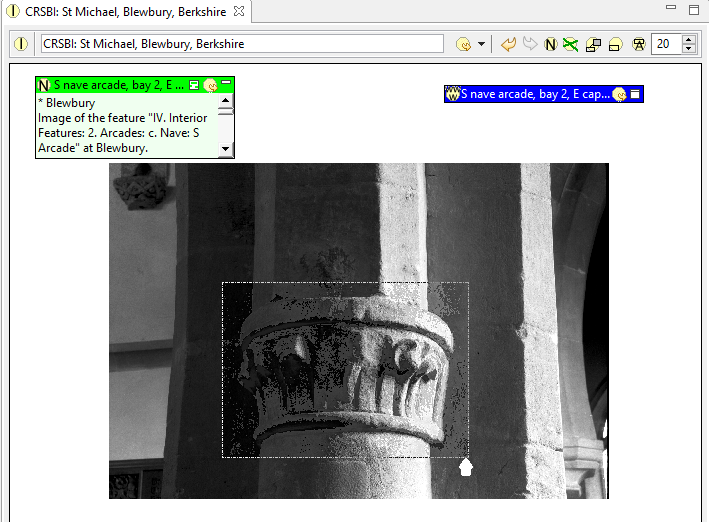 CRSBI: St Michael, Blewbury, Berkshire
CRSBI: St Michael, Blewbury, Berkshire
20
N S nave arcade, bay 2, E ...
S nave arcade, bay 2, E cap...
* Blewbury
Image of the feature "IV. Interior
Features: 2. Arcades: c. Nave: S
Arcade" at Blewbury.